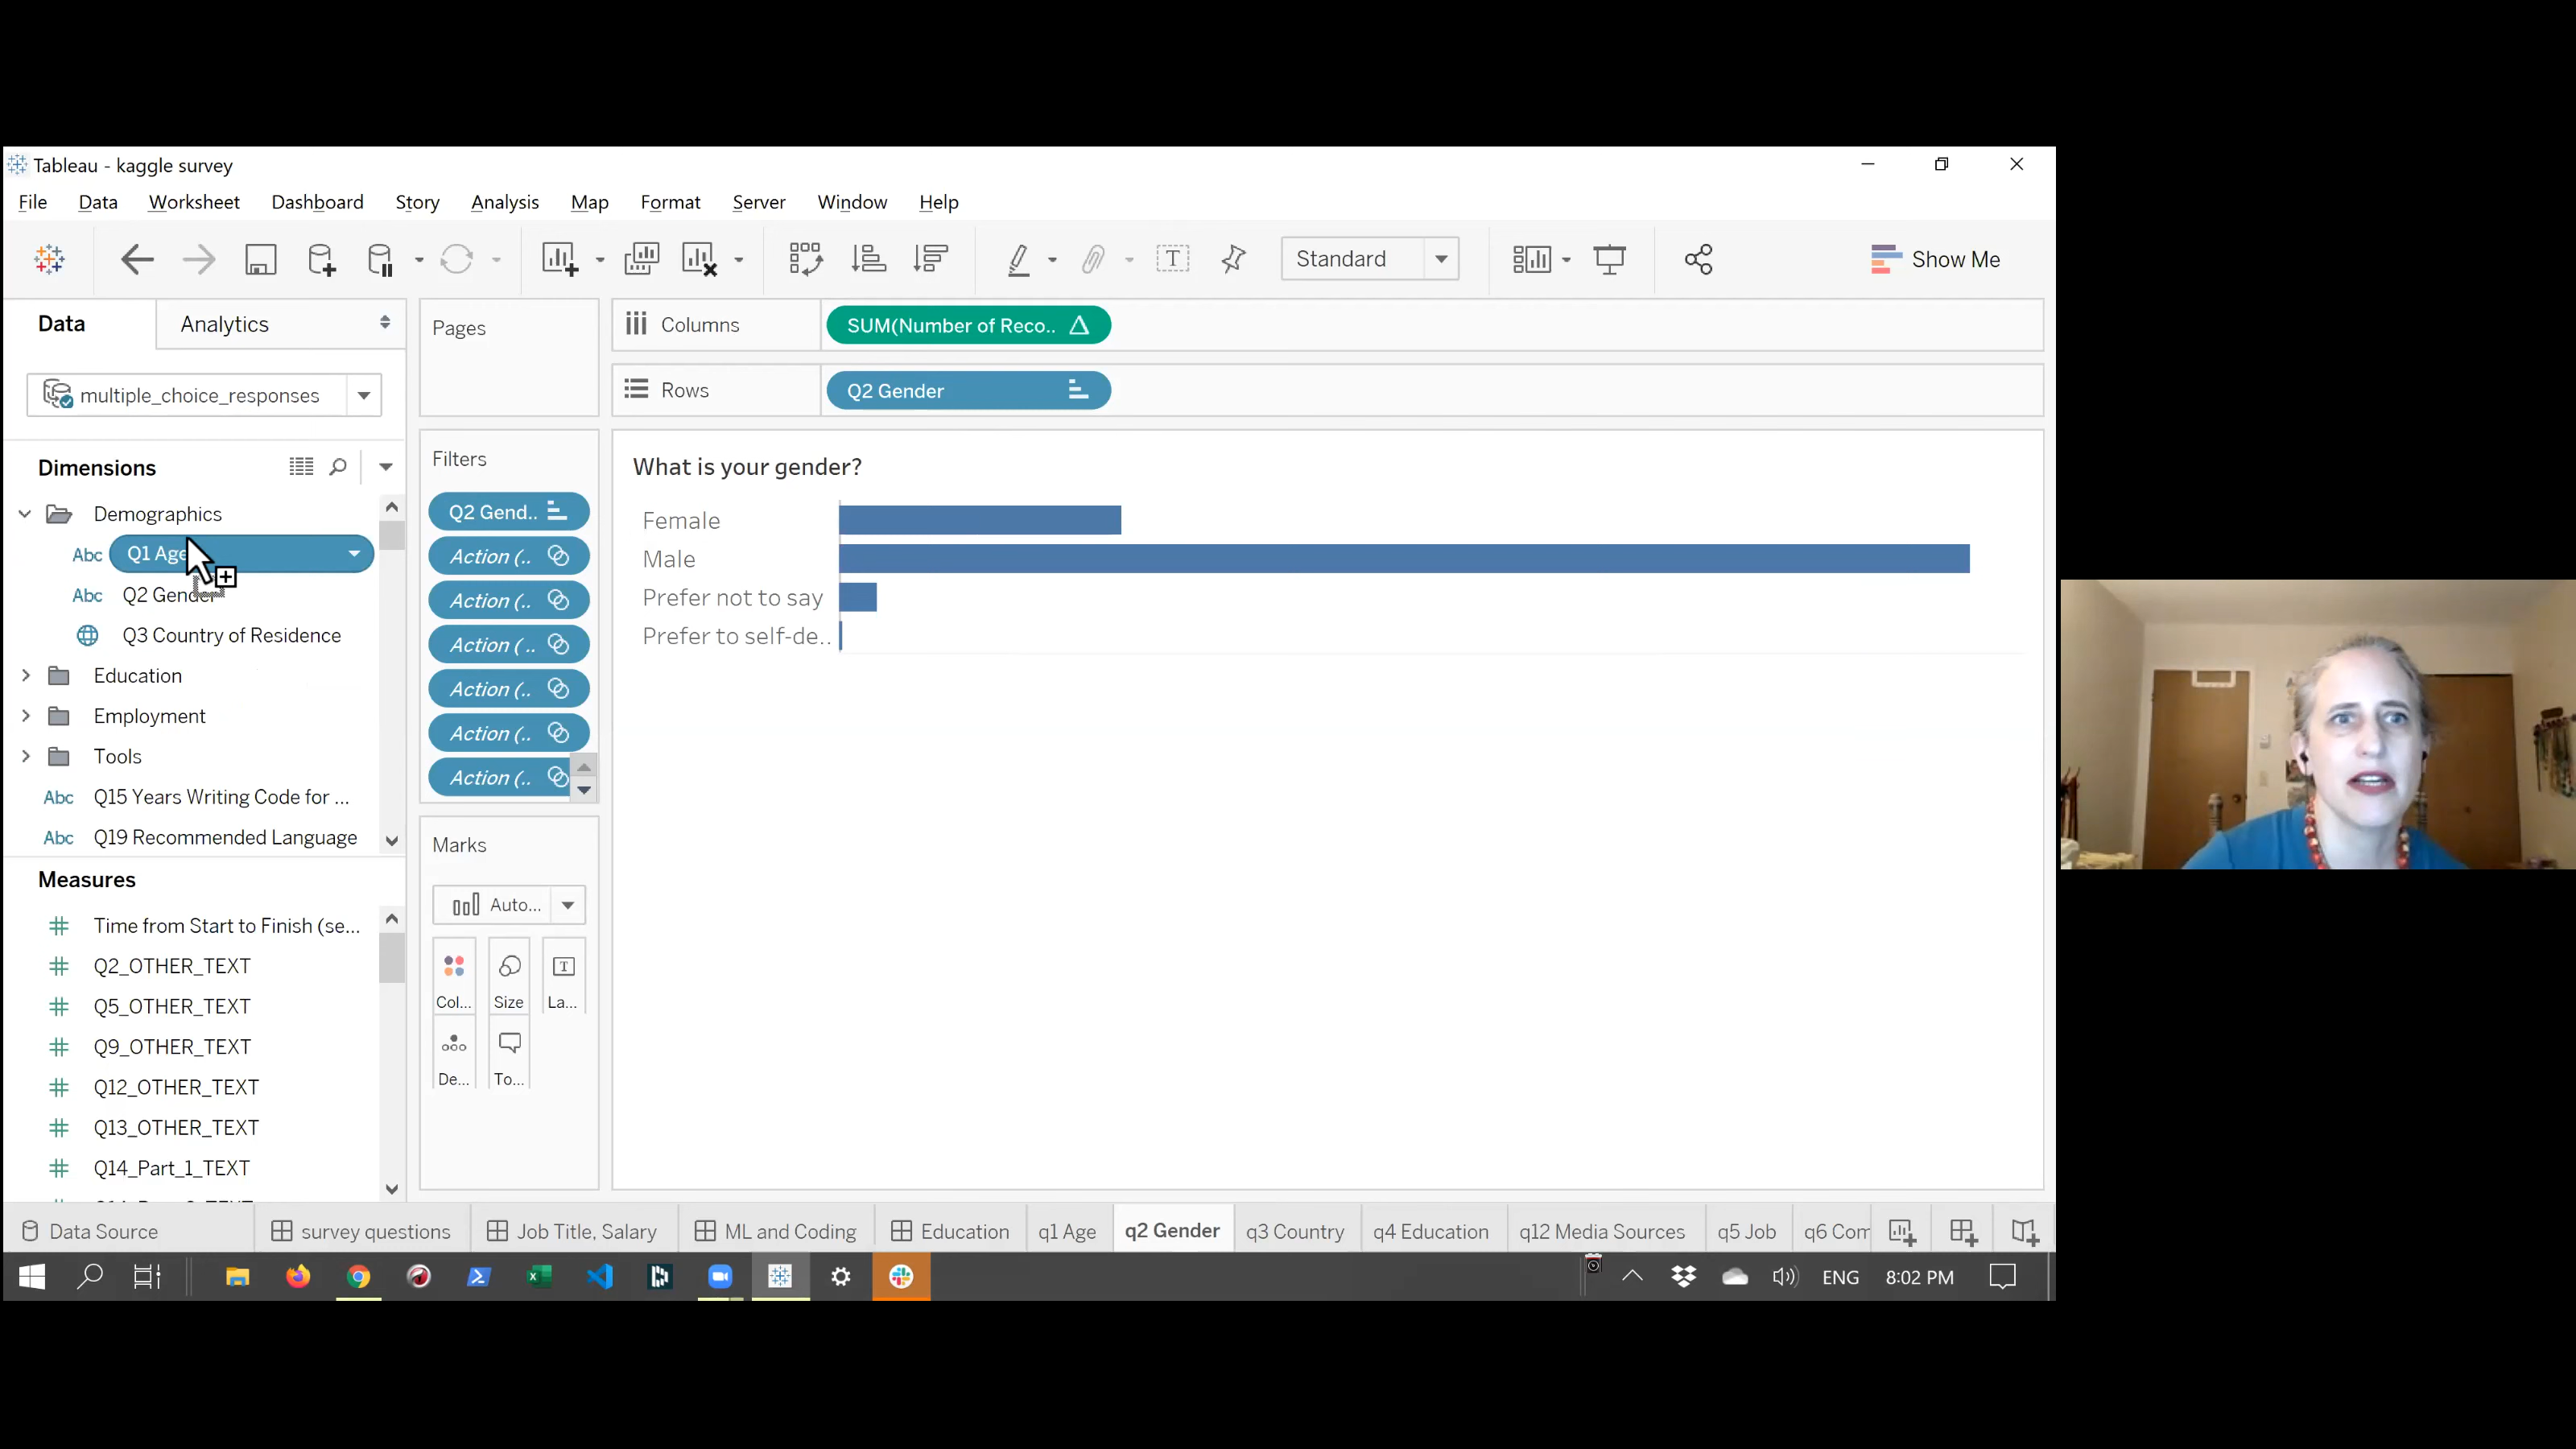 Tableau - kaggle survey
File Data Worksheet Dashboard Story Analysis Map Format Server Window Help
Standard
Show Me
Data Analytics
multiple_choice_responses
Dimensions
Demographics
Abc Q1 Age
Abc Q2 Gender
Q3 Country of Residence
Education
Employment
Tools
Abc Q15 Years Writing Code for ...
Abc Q19 Recommended Language
Measures
Time from Start to Finish (se...
Q2_OTHER_TEXT
Q5_OTHER_TEXT
Q9_OTHER_TEXT
Q12_OTHER_TEXT
Q13_OTHER_TEXT
Q14_Part_1_TEXT
Pages
Filters
Q2 Gend..
Action (..
Action (..
Action (..
Action (..
Action (..
Action (..
Marks
Auto...
Col... Size La...
De... To...
Columns SUM(Number of Reco..
Rows Q2 Gender
What is your gender?
Female
Male
Prefer not to say
Prefer to self-de..
Data Source survey questions Job Title, Salary ML and Coding Education q1 Age q2 Gender q3 Country q4 Education q12 Media Sources q5 Job q6 Com
ENG 8:02 PM